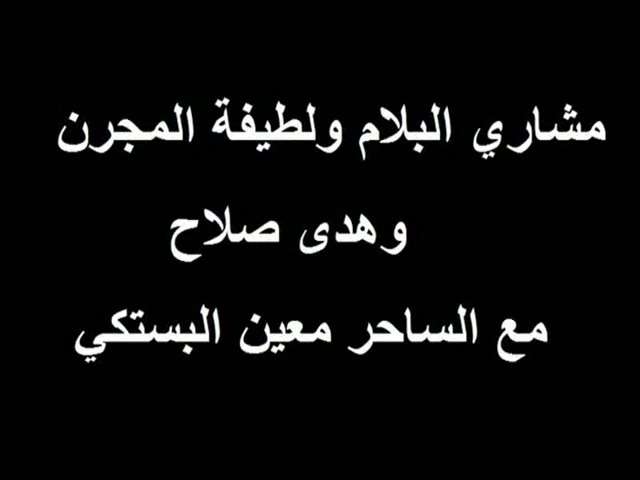 مشاري البلام ولطيفة المجرن
وهدى صلاح
مع الساحر معين البستكي